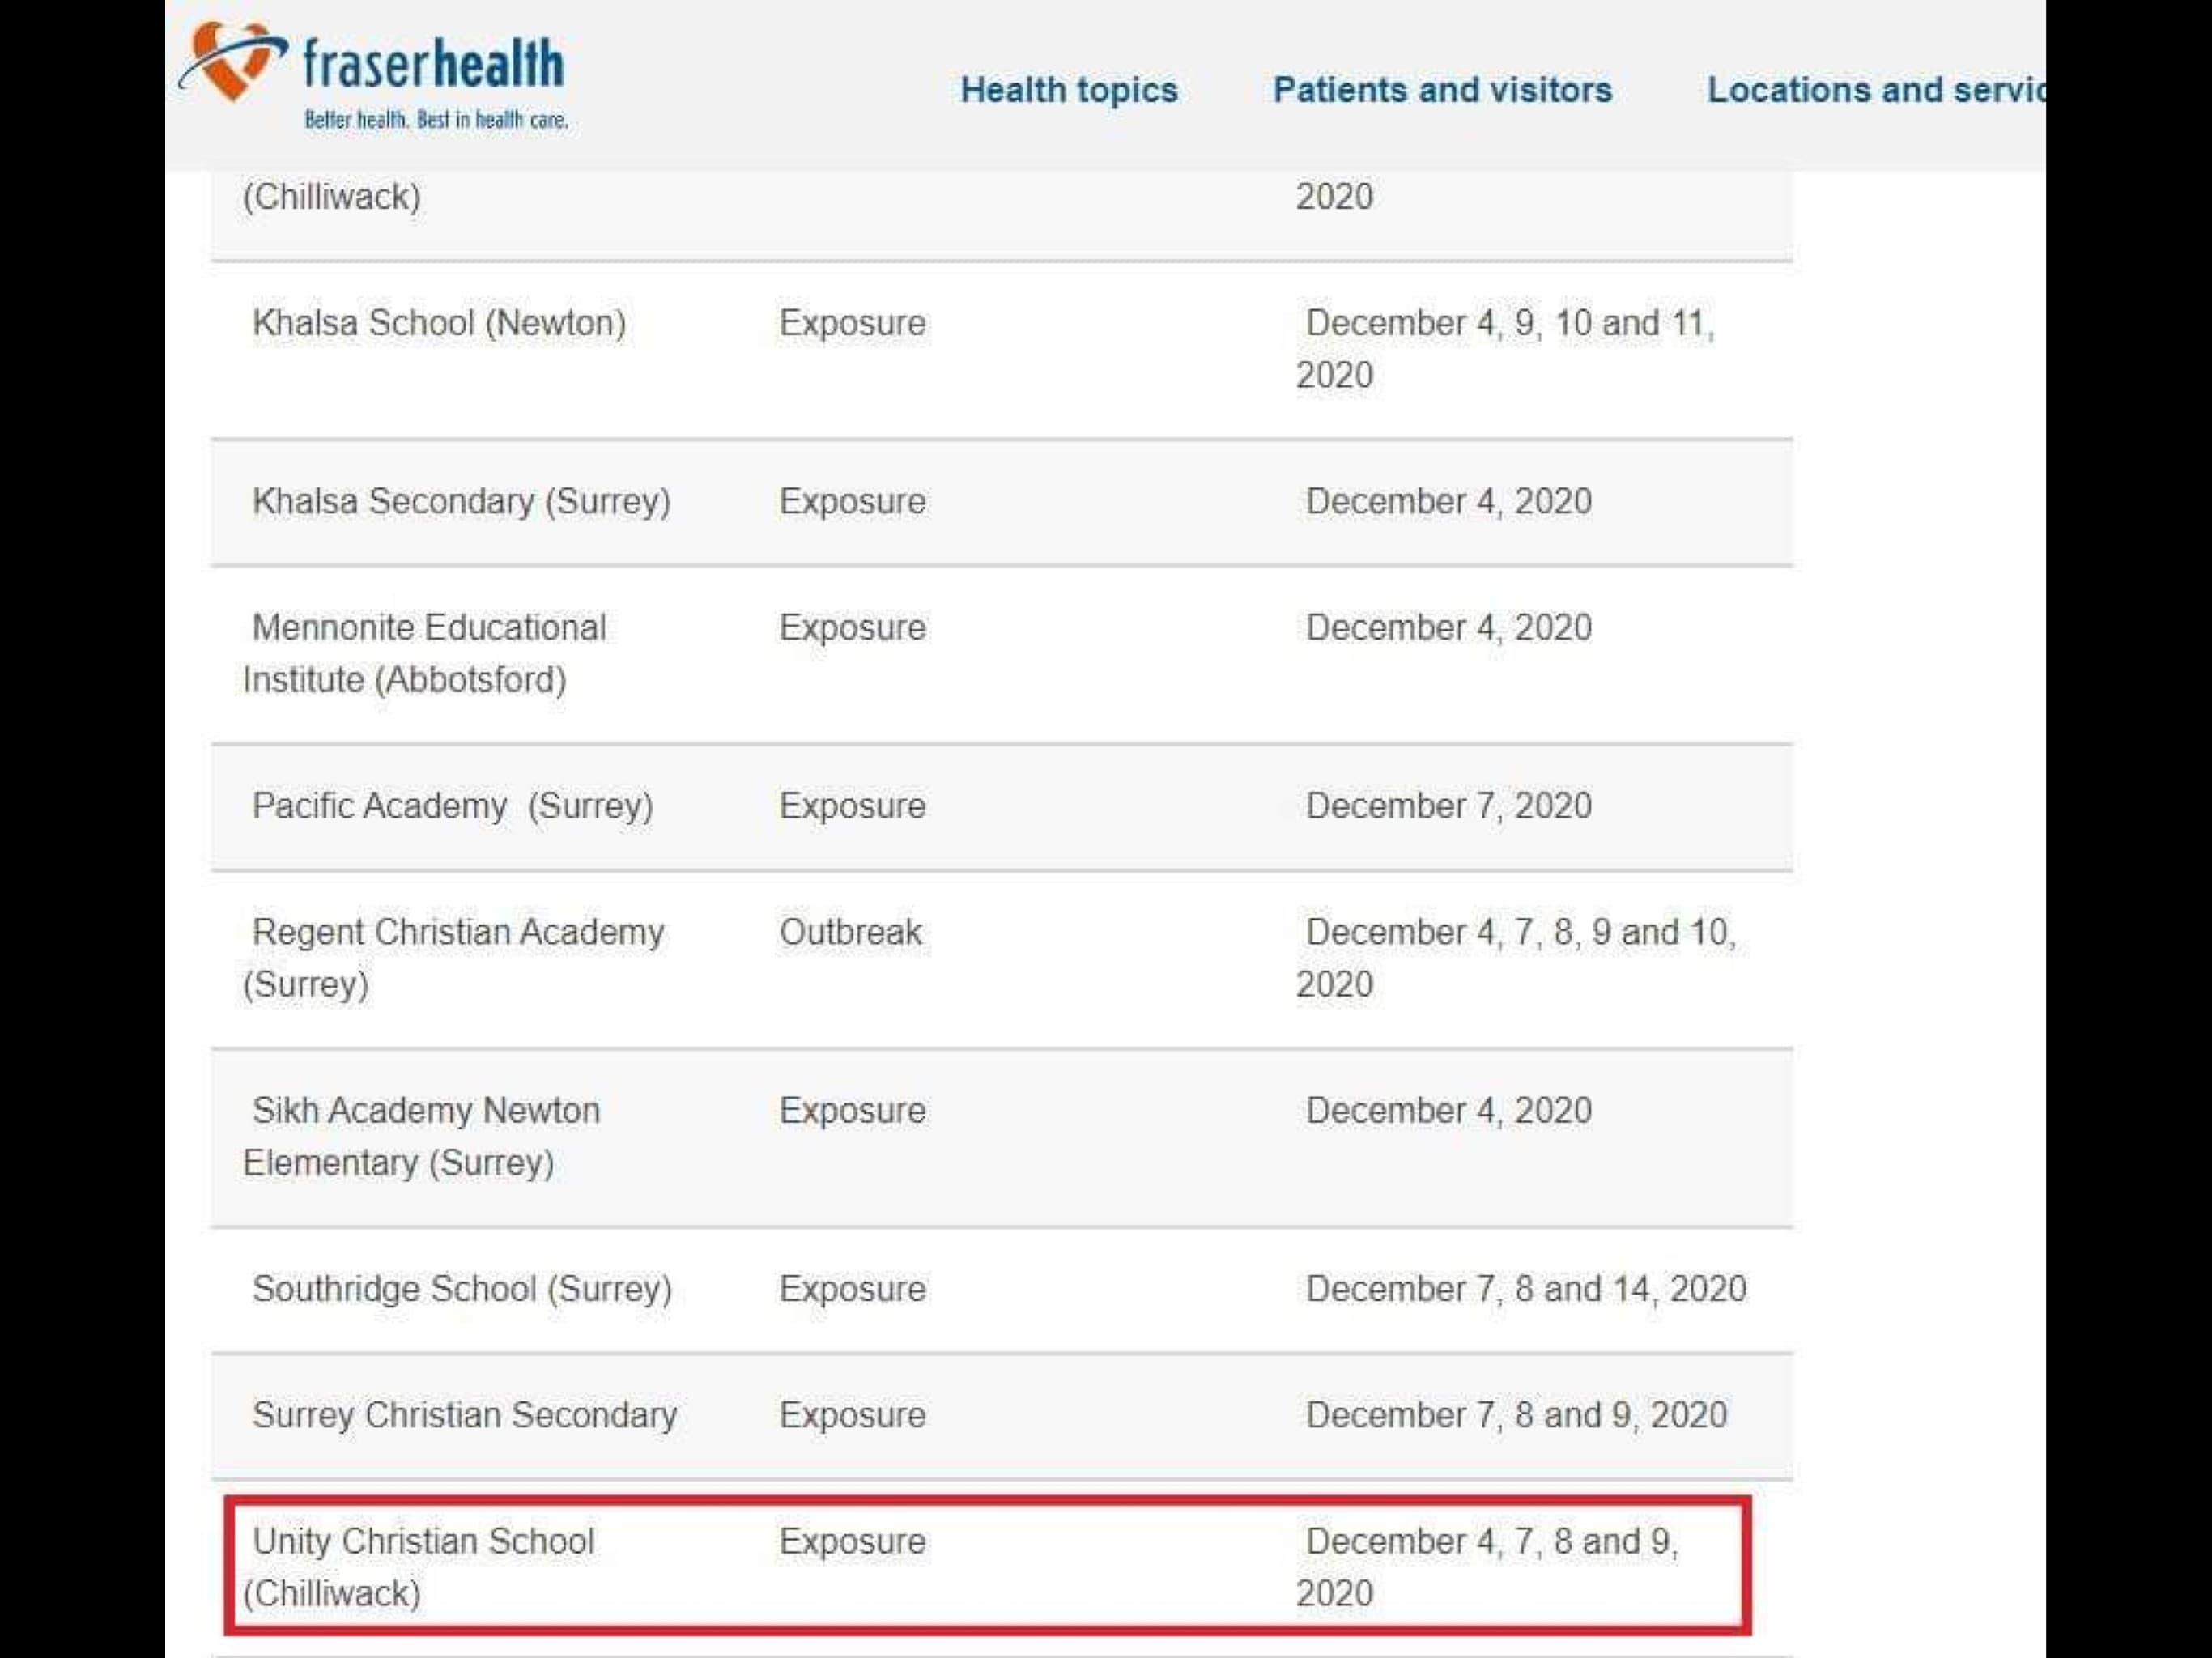 fraserhealth
Better health. Best in health care.
Health topics Patients and visitors Locations and
(Chilliwack) 2020
Khalsa School (Newton) Exposure December 4, 9, 10 and 11,
2020
Khalsa Secondary (Surrey) Exposure December 4, 2020
Mennonite Educational Exposure December 4, 2020
Institute (Abbotsford)
Pacific Academy (Surrey) Exposure December 7, 2020
Regent Christian Academy Outbreak December 4, 7, 8, 9 and 10,
(Surrey) 2020
Sikh Academy Newton Exposure December 4, 2020
Elementary (Surrey)
Southridge School (Surrey) Exposure December 7, 8 and 14, 2020
Surrey Christian Secondary Exposure December 7, 8 and 9, 2020
Unity Christian School Exposure December 4, 7, 8 and 9,
(Chilliwack) 2020